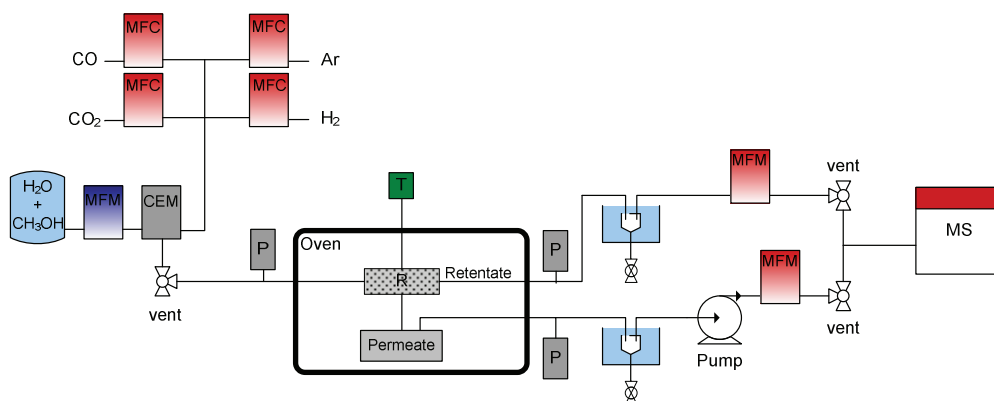 MFC
MFC
CO
Ar
MFC
MFC
CO2
H2
H2O
+
CH3OH
MFM
CEM
vent
P
T
Oven
R
Retentate
Permeate
P
P
Pump
MFM
MFM
vent
vent
MS